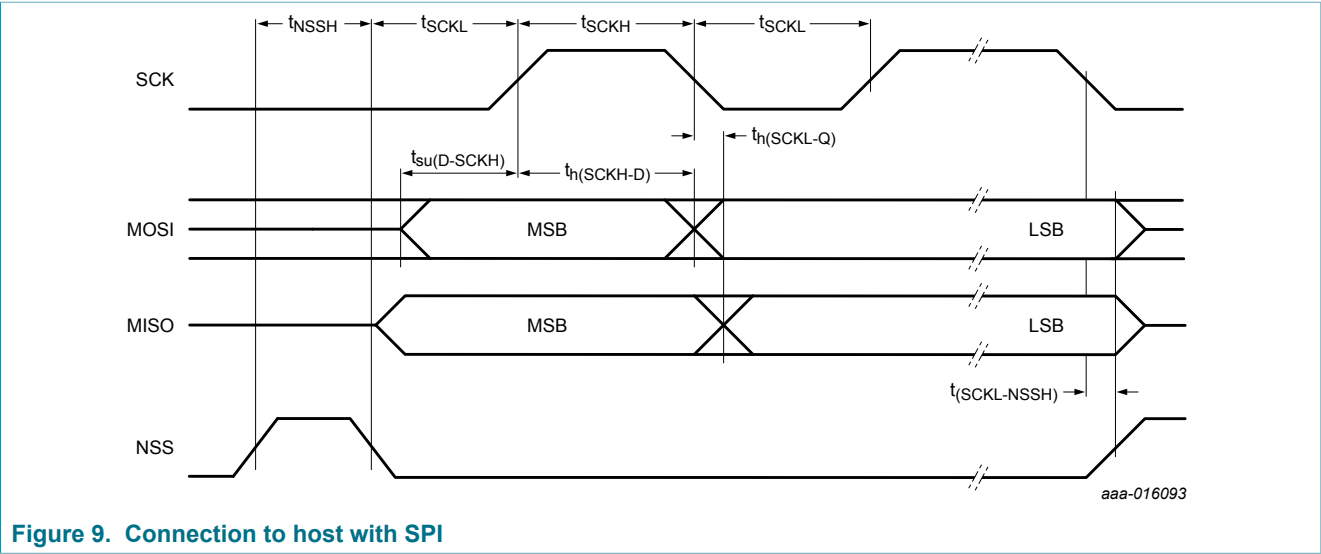 tNSSH tSCKL tSCKH tSCKL
SCK
th(SCKL-Q)
tsu(D-SCKH)
th(SCKH-D)
MOSI MSB LSB
MISO MSB LSB
t(SCKL-NSSH)
NSS
aaa-016093
Figure 9. Connection to host with SPI